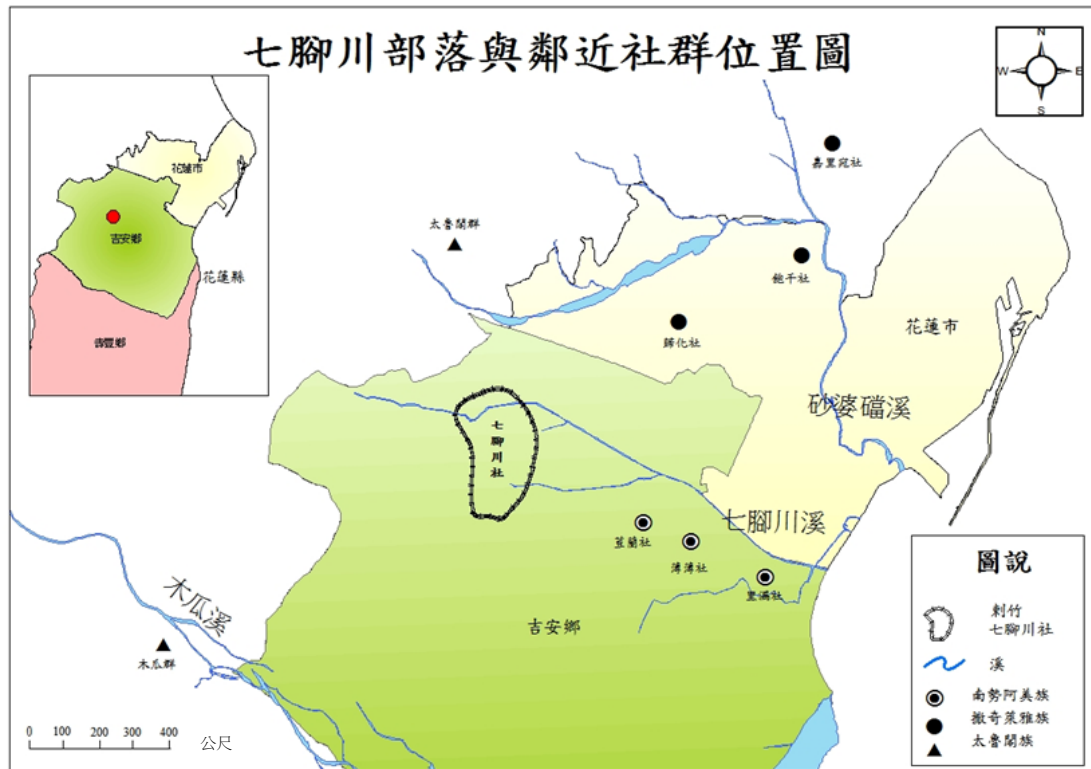 七腳川部落與鄰近社群位置圖
N
W
E
S
花蓮市
吉安鄉
花蓮縣
壽豐鄉
嘉里宛社
太魯閣群
飽干社
歸化社
花蓮市
砂婆礑溪
七腳川社
七腳川溪
荳蘭社
薄薄社
里漏社
吉安鄉
木瓜溪
木瓜群
0 100 200 300 400
公尺
圖說
刺竹
七腳川社
溪
南勢阿美族
撒奇萊雅族
太魯閣族